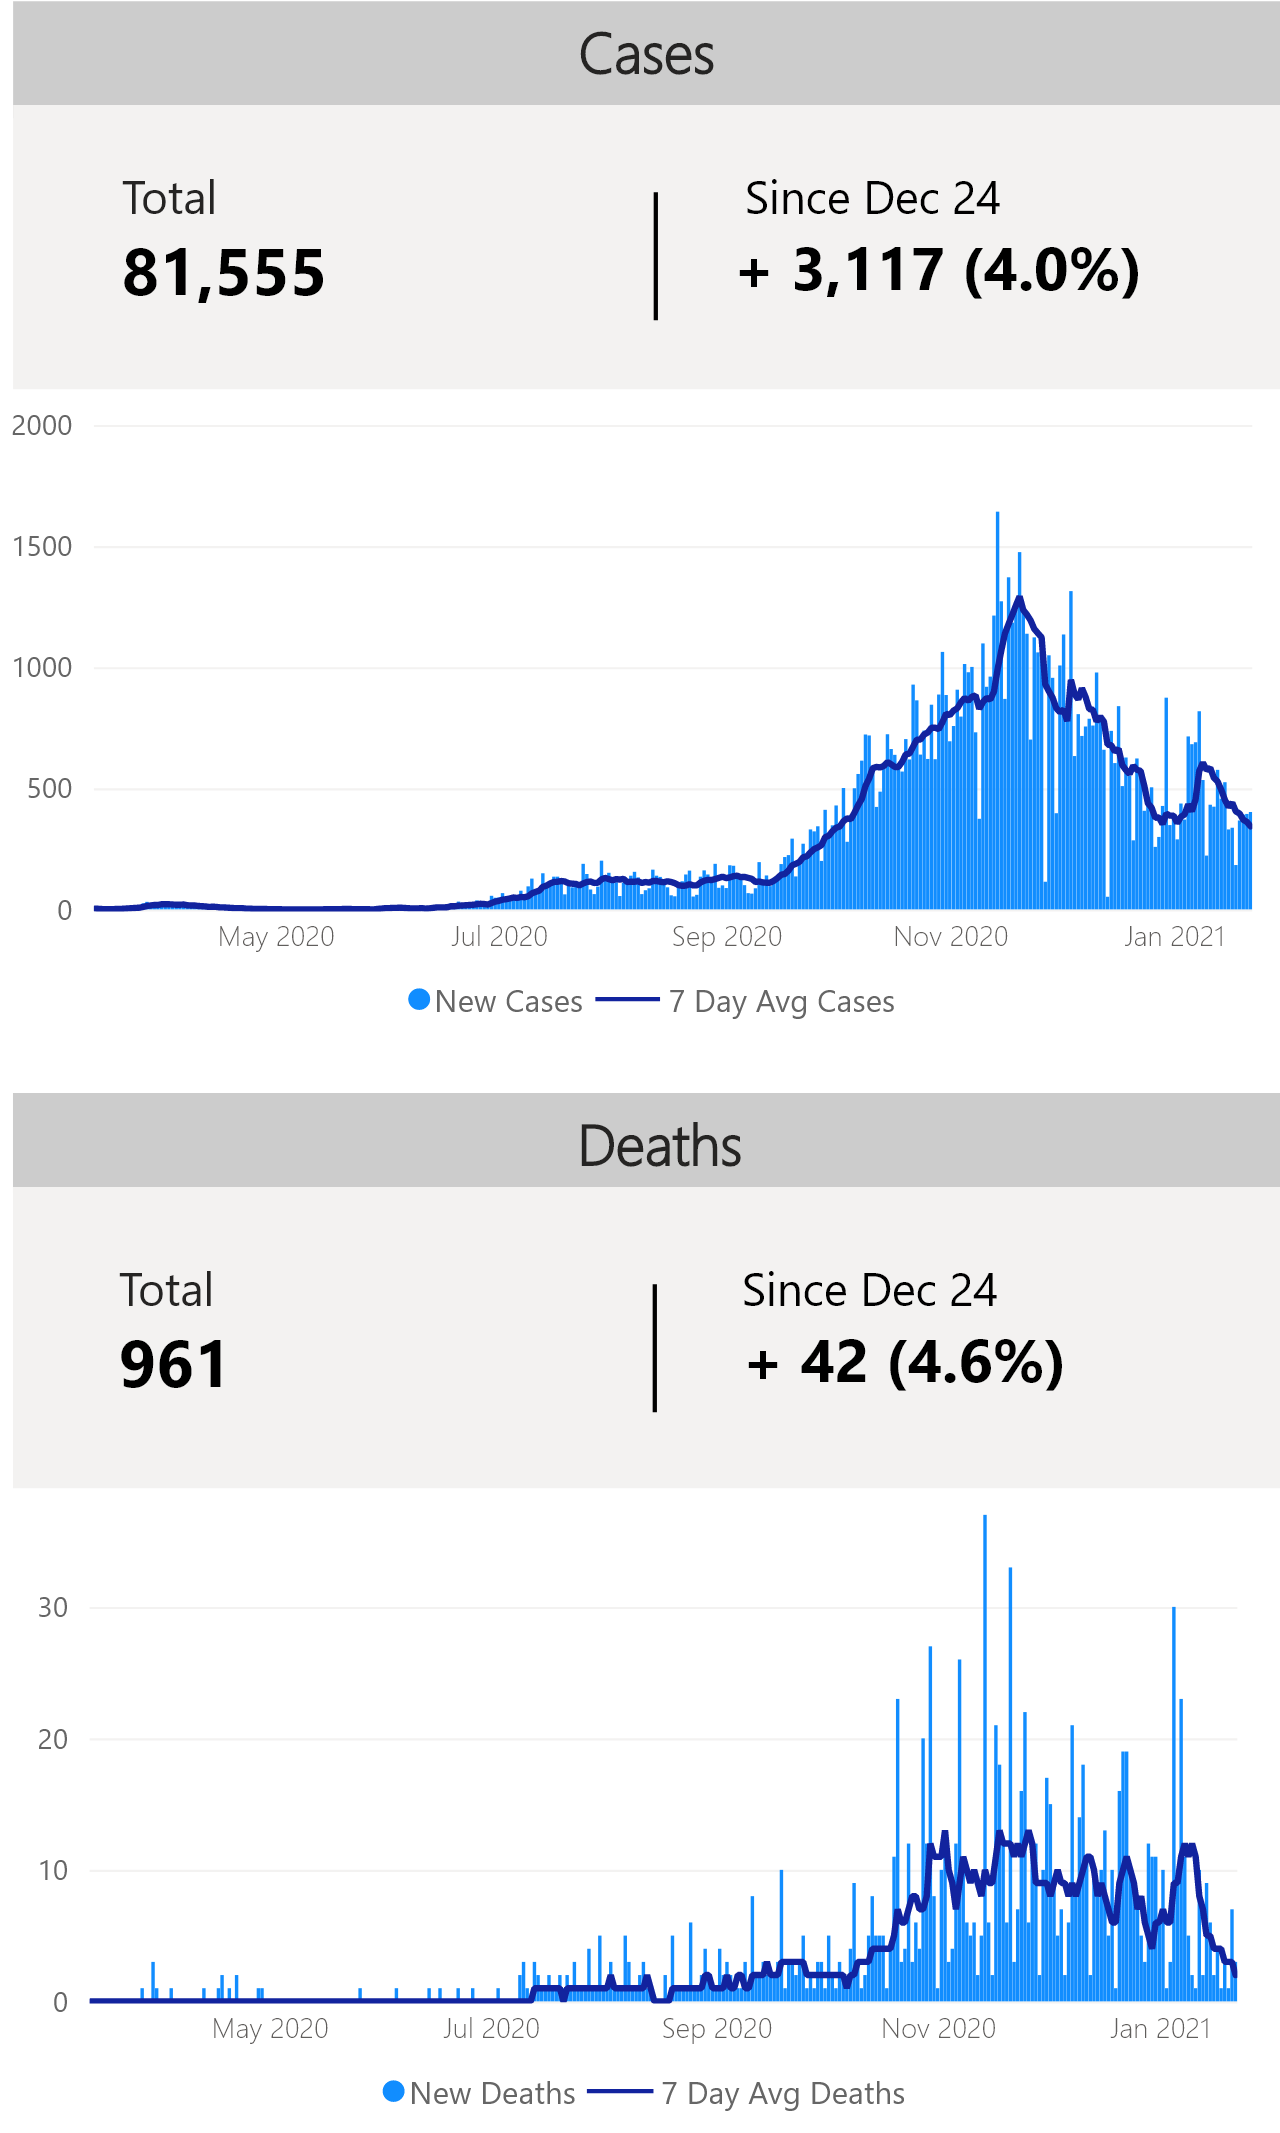 Cases
Total
Since Dec 24
81,555
+ 3,117 (4.0%)
2000
1500
1000
500
0
May 2020
Jul 2020
Sep 2020
Nov 2020
Jan 2021
New Cases
7 Day Avg Cases
Deaths
Total
Since Dec 24
961
+ 42 (4.6%)
30
20
10
0
May 2020
Jul 2020
Sep 2020
Nov 2020
Jan 2021
New Deaths
7 Day Avg Deaths